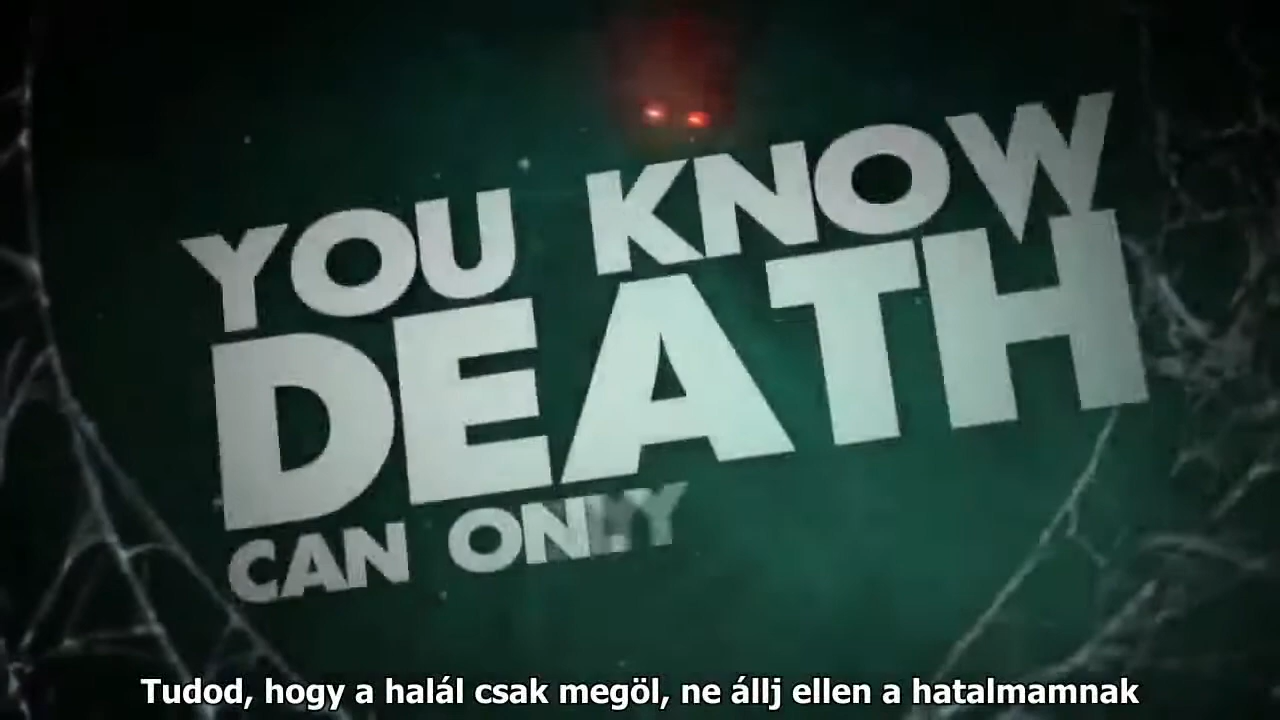 YOU KNOW
DEATH
CAN ONLY
Tudod, hogy a halál csak megöl, ne állj ellen a hatalmamnak